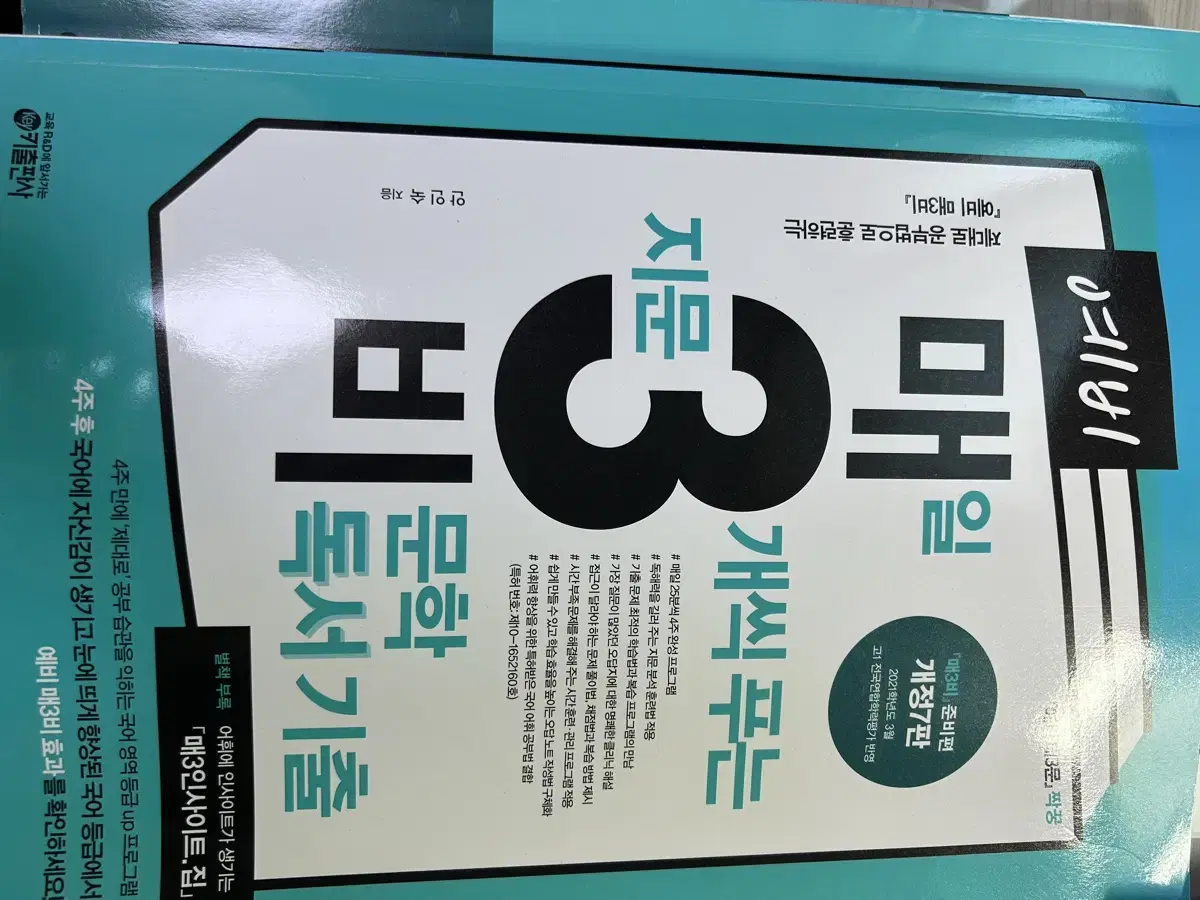 예비
제대로 공부법으로 훈련하는
『예비 매3비』
매일
3
개씩 푸는
지문
비문학
독서 기출
안인숙 지음
「매3비」 준비편
개정7판
2021학년도 3월
고1 전국연합학력평가 반영
3문」 짝꿍
# 매일 25분씩 4주 완성 프로그램
# 독해력을 길러 주는 지문 분석 훈련법 적용
# 기출 문제 최적의 학습법과 복습 프로그램의 만남
# 가장 질문이 많았던 오답지에 대한 명쾌한 클리닉 해설
# 접근이 달라야 하는 문제 풀이법, 채점법과 복습 방법 제시
# 시간 부족 문제를 해결해 주는 시간 훈련·관리 프로그램 적용
# 쉽게 만들 수 있고 학습 효율을 높이는 오답노트 작성법 구체화
# 어휘력 향상을 위한 특허받은 국어 어휘 공부법 결합
(특허 번호: 제10-1652160호)
별책 부록
어휘에 인사이트가 생기는
「매3인사이트.집」
4주 만에 '제대로' 공부 습관을 익히는 국어 영역 등급 up 프로그램
4주 후 국어에 자신감이 생기고 눈에 띄게 향상된 국어 등급에서
예비 매3비 효과를 확인하세요!
교육 R&D에 앞서가는
key 키출판사